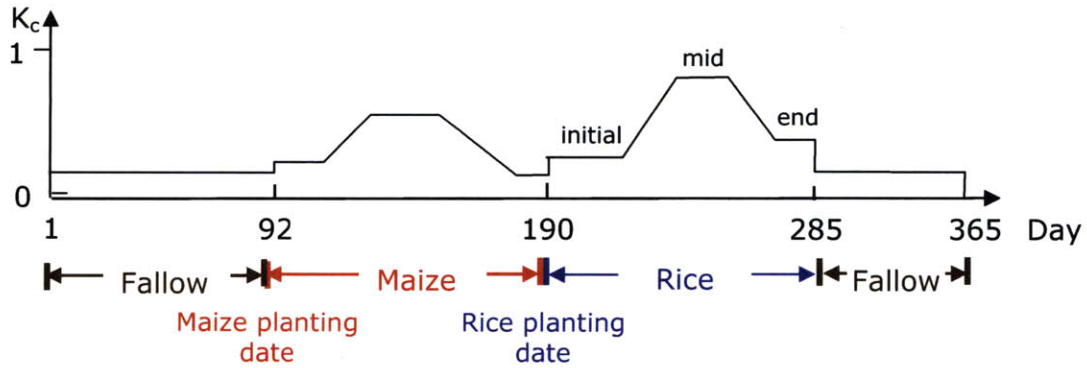 Kc
1
mid
initial
end
0
1 92 190 285 365 Day
Fallow Maize Rice Fallow
Maize planting date
Rice planting date